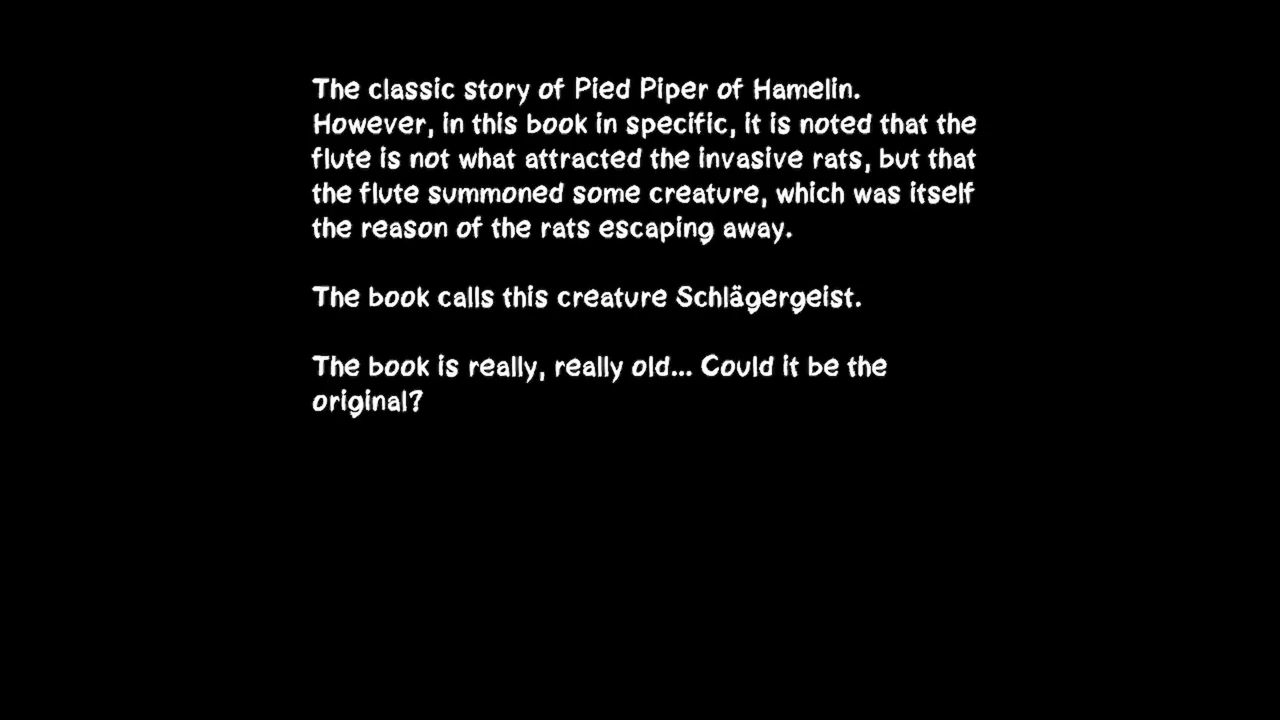 The classic story of Pied Piper of Hamelin.
However, in this book in specific, it is noted that the
flute is not what attracted the invasive rats, but that
the flute summoned some creature, which was itself
the reason of the rats escaping away.
The book calls this creature Schlägergeist.
The book is really, really old... Could it be the
original?